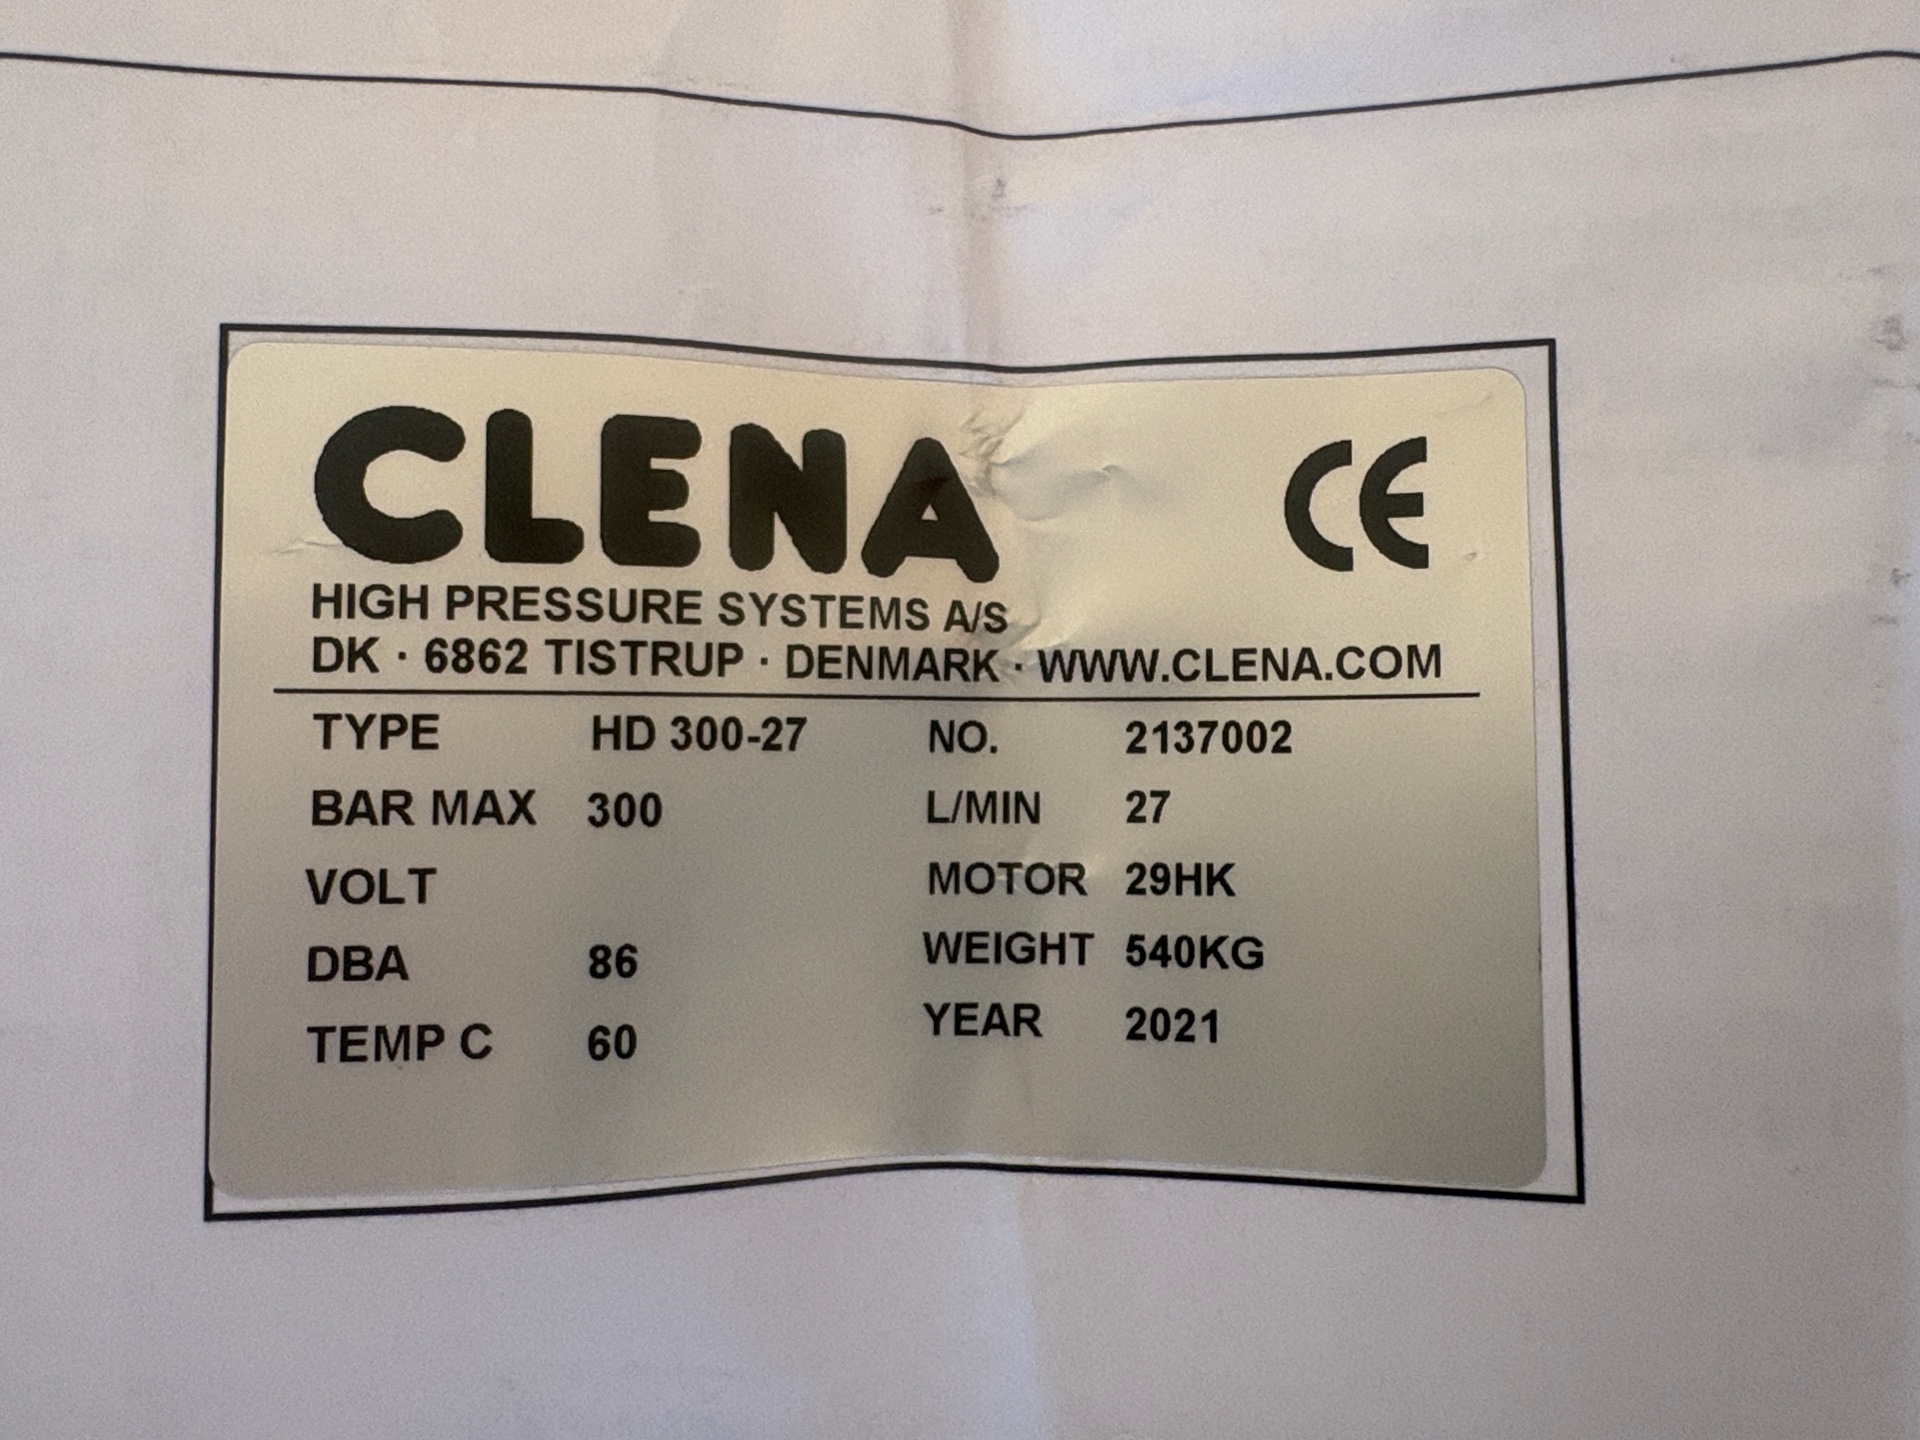 CLENA CE
HIGH PRESSURE SYSTEMS A/S
DK · 6862 TISTRUP · DENMARK · WWW.CLENA.COM
TYPE HD 300-27 NO. 2137002
BAR MAX 300 L/MIN 27
VOLT MOTOR 29HK
DBA 86 WEIGHT 540KG
TEMP C 60 YEAR 2021